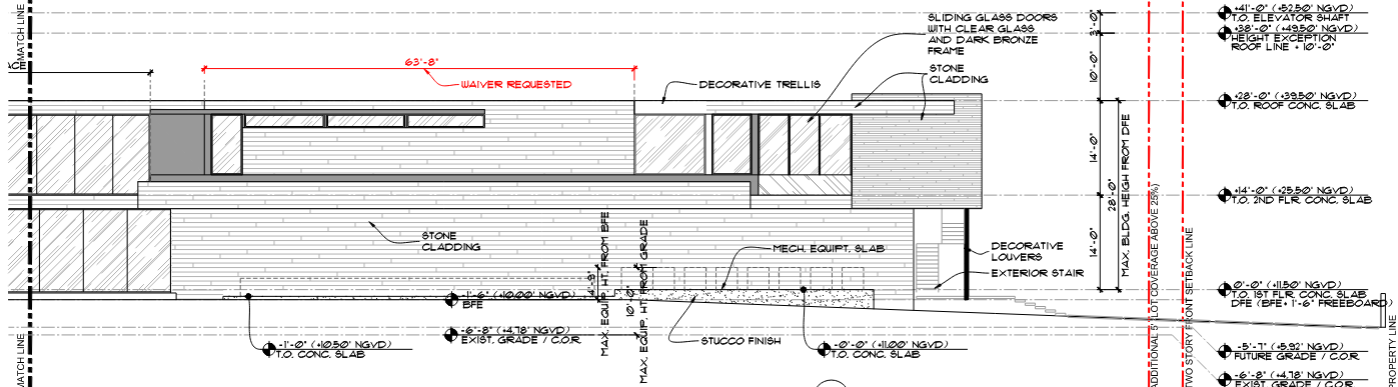 MATCH LINE
ACE
63'-8"
WAIVER REQUESTED
DECORATIVE TRELLIS
SLIDING GLASS DOORS
WITH CLEAR GLASS
AND DARK BRONZE
FRAME
STONE
CLADDING
3'-0"
10'-0"
14'-0"
14'-0"
28'-0"
MAX. BLDG. HEIGH FROM DFE
+41'-0" (+52.50' NGVD)
T.O. ELEVATOR SHAFT
+38'-0" (+49.50' NGVD)
HEIGHT EXCEPTION
ROOF LINE + 10'-0"
+28'-0" (+39.50' NGVD)
T.O. ROOF CONC. SLAB
+14'-0" (+25.50' NGVD)
T.O. 2ND FLR. CONC. SLAB
0'-0" (+11.50' NGVD)
T.O. 1ST FLR. CONC. SLAB
DFE (BFE+ 1'-6" FREEBOARD)
-5'-7" (+5.92' NGVD)
FUTURE GRADE / C.O.R.
-6'-8" (+4.78' NGVD)
EXIST. GRADE / C.O.R.
STONE
CLADDING
MAX. EQUIP. HT. FROM BFE
4'-9"
MAX. EQUIP. HT FROM GRADE
10'-0"
MECH. EQUIPT. SLAB
DECORATIVE
LOUVERS
EXTERIOR STAIR
-1'-6" (+10.00' NGVD)
BFE
-6'-8" (+4.78' NGVD)
EXIST. GRADE / C.O.R.
-1'-0" (+10.50' NGVD)
T.O. CONC. SLAB
STUCCO FINISH
-0'-0" (+11.00' NGVD)
T.O. CONC. SLAB
ADDITIONAL 5' (LOT COVERAGE ABOVE 25%)
TWO STORY FRONT SETBACK LINE
PROPERTY LINE
MATCH LINE